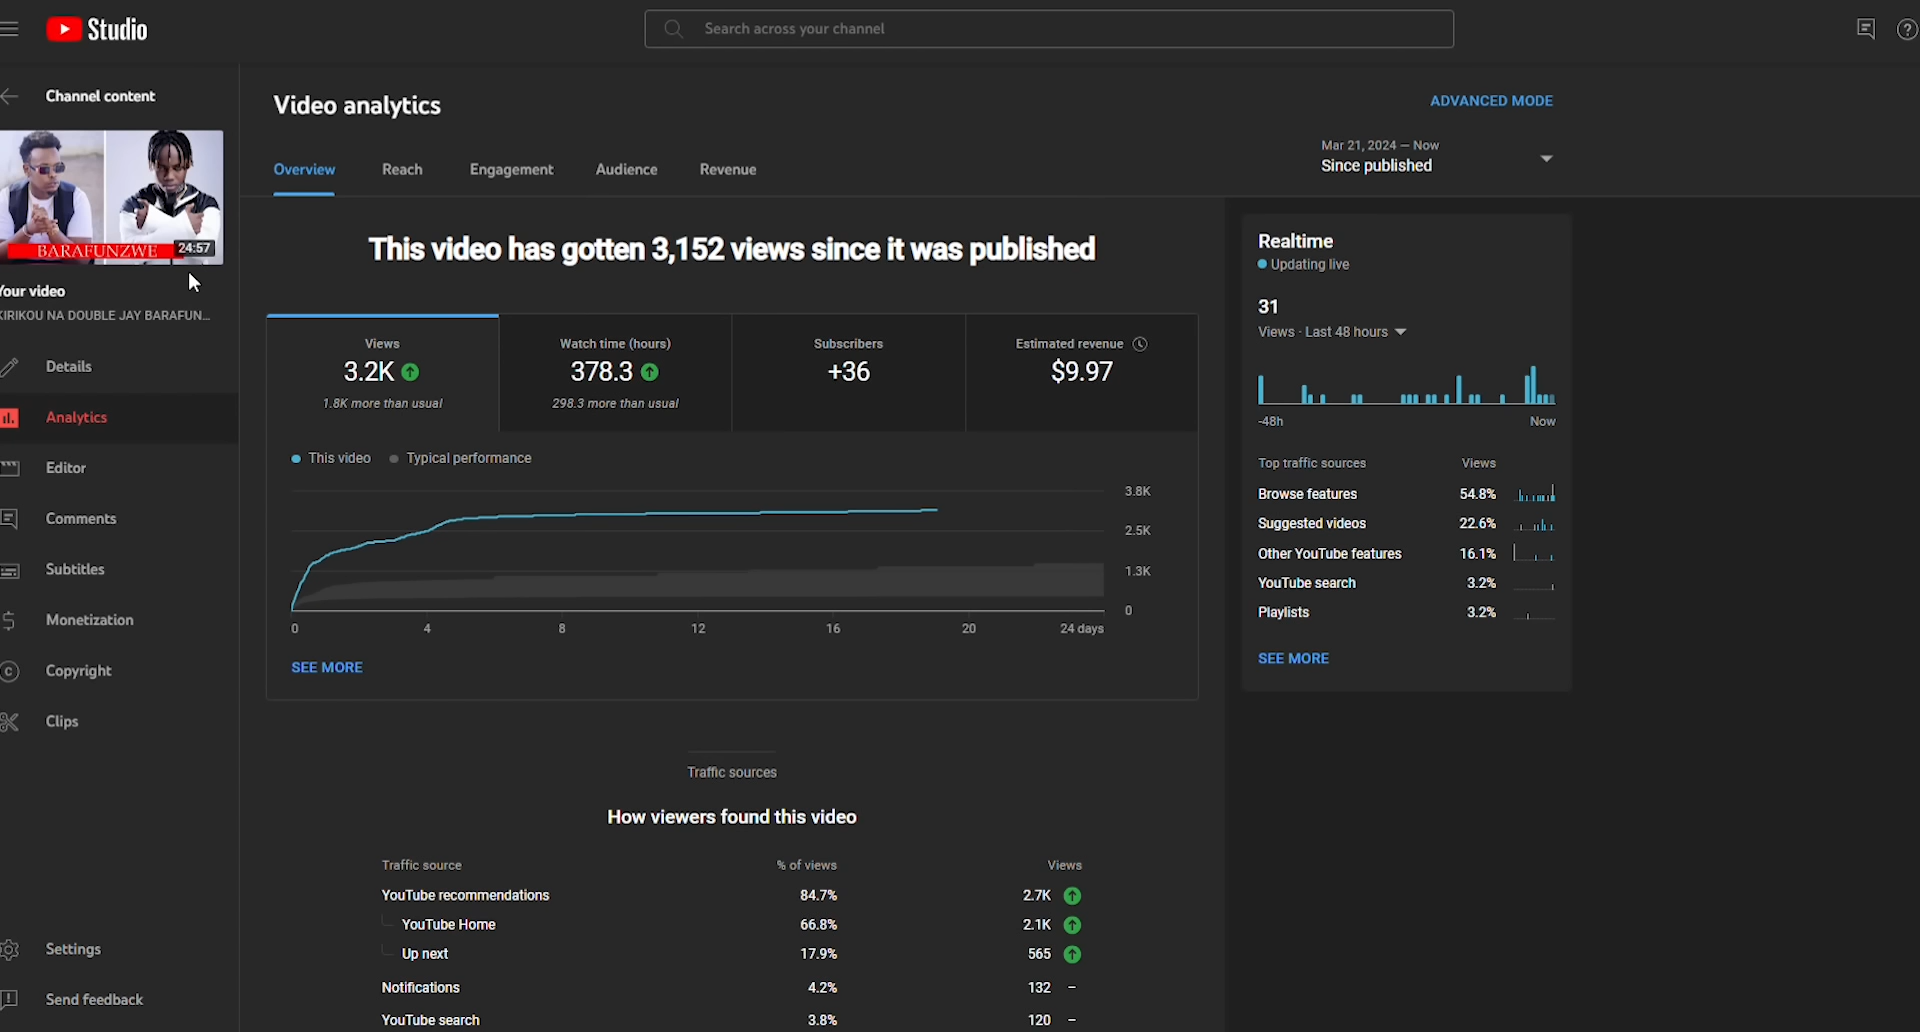 Studio
Search across your channel
Channel content
BARAFUNZWE
24:57
Your video
KIRIKOU NA DOUBLE JAY BARAFUN...
Details
Analytics
Editor
Comments
Subtitles
Monetization
Copyright
Clips
Settings
Send feedback
Video analytics
ADVANCED MODE
Overview Reach Engagement Audience Revenue
Mar 21, 2024 – Now
Since published
This video has gotten 3,152 views since it was published
Views
3.2K
1.8K more than usual
Watch time (hours)
378.3
298.3 more than usual
Subscribers
+36
Estimated revenue
$9.97
This video Typical performance
3.8K
2.5K
1.3K
0
0 4 8 12 16 20 24 days
SEE MORE
Traffic sources
How viewers found this video
Traffic source % of views Views
YouTube recommendations 84.7% 2.7K
YouTube Home 66.8% 2.1K
Up next 17.9% 565
Notifications 4.2% 132 –
YouTube search 3.8% 120 –
Realtime
Updating live
31
Views · Last 48 hours
-48h Now
Top traffic sources Views
Browse features 54.8%
Suggested videos 22.6%
Other YouTube features 16.1%
YouTube search 3.2%
Playlists 3.2%
SEE MORE